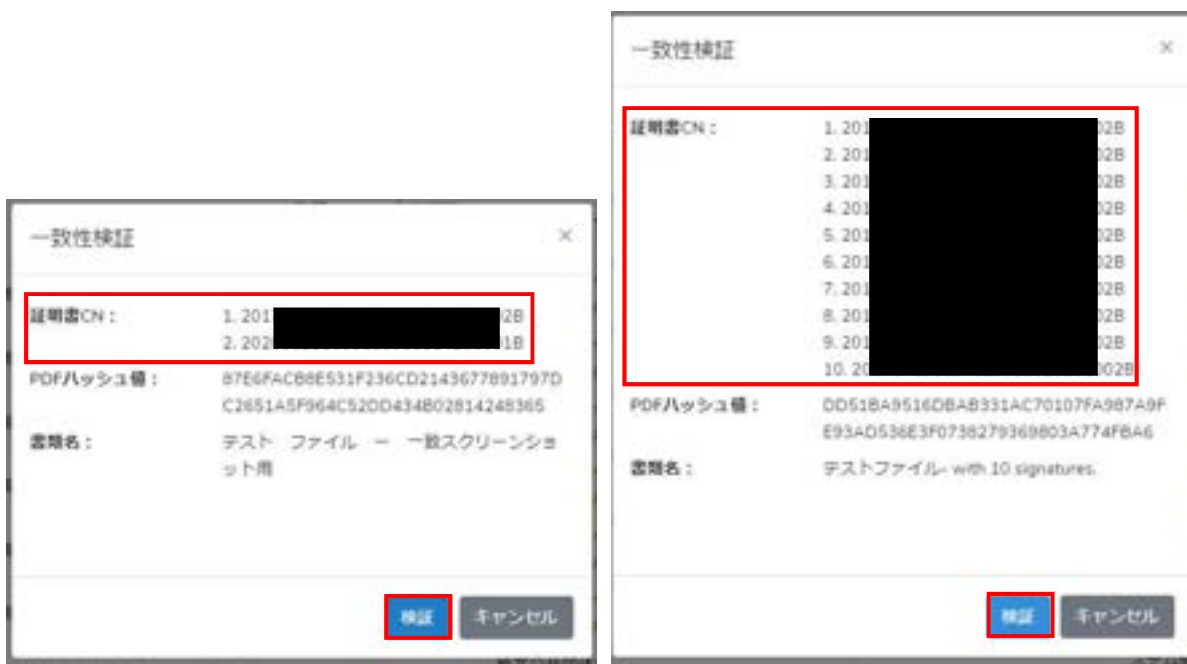 一致性検証
×
証明書CN：
1. 201 02B
2. 202 01B
PDFハッシュ値：
87E6FACB8E531F236CD2143677891797D
C2651A5F964C52DD434B02814248365
書類名：
テスト　ファイル　ー　一致スクリーンショ
ット用
検証
キャンセル
一致性検証
×
証明書CN：
1. 201 02B
2. 201 02B
3. 201 02B
4. 201 02B
5. 201 02B
6. 201 02B
7. 201 02B
8. 201 02B
9. 201 02B
10. 20 002B
PDFハッシュ値：
DD51BA9516DBAB331AC70107FA987A9F
E93AD536E3F0738279369803A774FBA6
書類名：
テストファイル- with 10 signatures.
検証
キャンセル